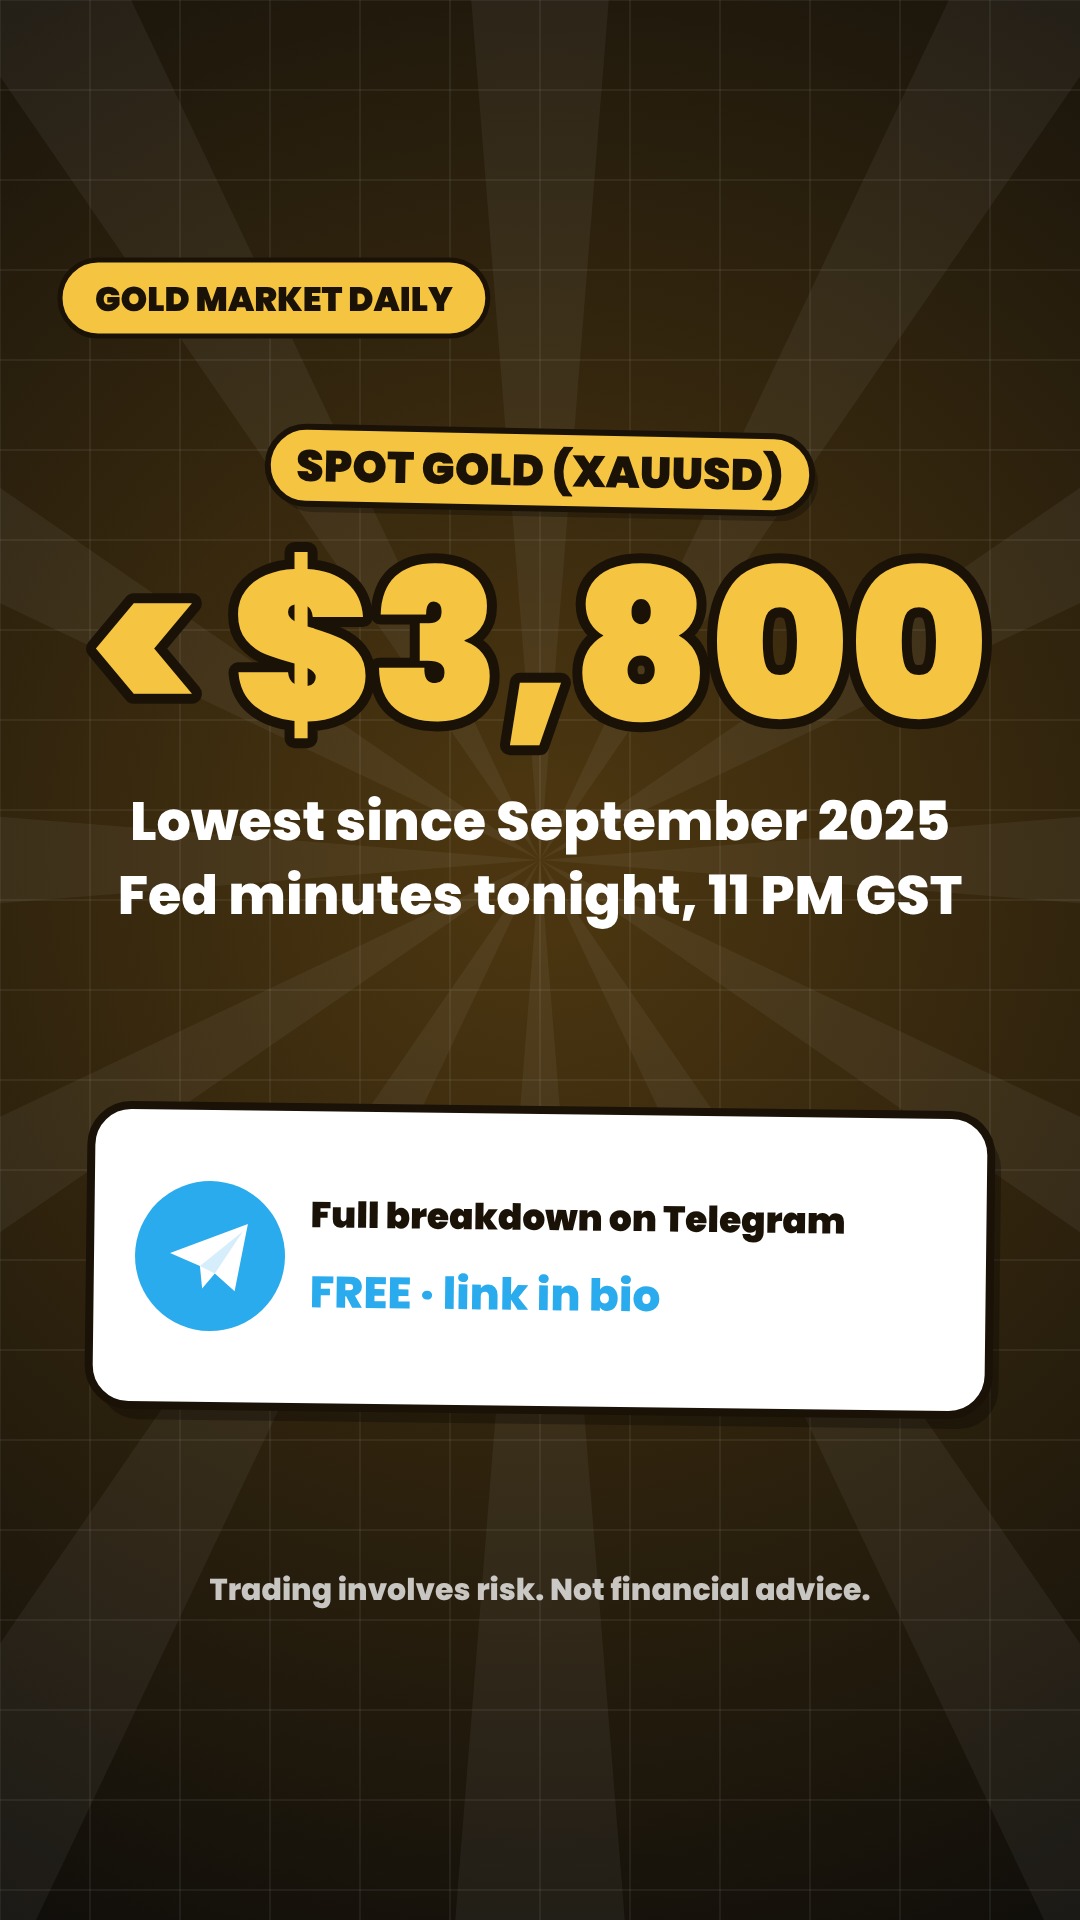 GOLD MARKET DAILY
SPOT GOLD (XAUUSD)
< $3,800
Lowest since September 2025
Fed minutes tonight, 11 PM GST
Full breakdown on Telegram
FREE · link in bio
Trading involves risk. Not financial advice.